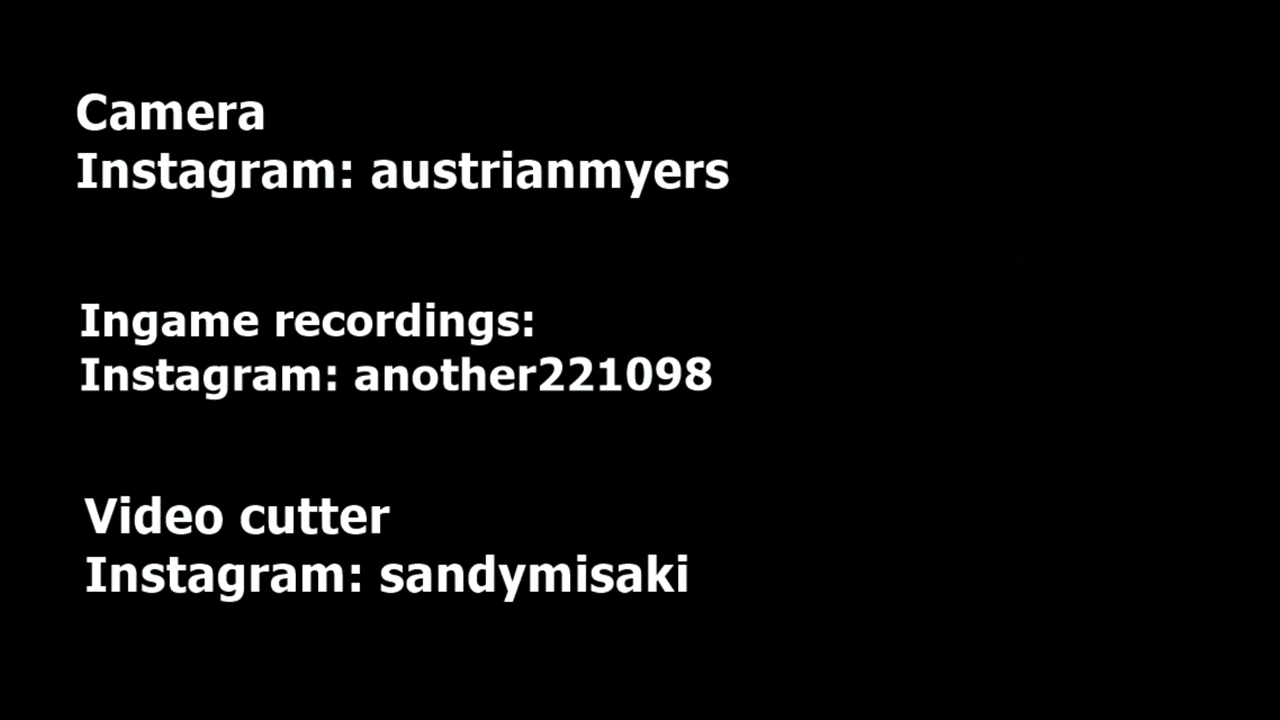 Camera
Instagram: austrianmyers
Ingame recordings:
Instagram: another221098
Video cutter
Instagram: sandymisaki